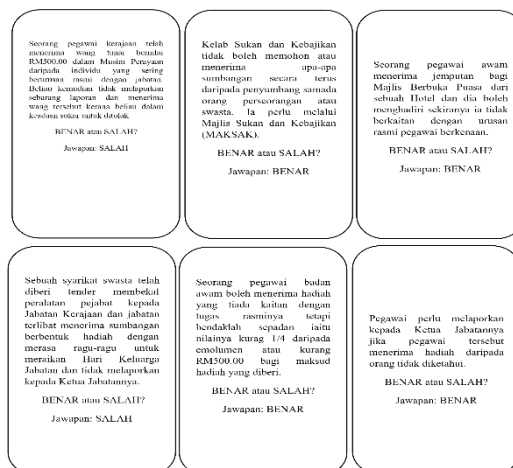 Seorang pegawai kerajaan telah
menerima wang tunai bernilai
RM500.00 dalam Musim Perayaan
daripada individu yang sering
berurusan rasmi dengan jabatan.
Beliau kemudian tidak melaporkan
sebarang laporan dan menerima
wang tersebut kerana beliau dalam
keadaan sukar untuk ditolak.
BENAR atau SALAH?
Jawapan: SALAH
Kelab Sukan dan Kebajikan
tidak boleh memohon atau
menerima apa-apa
sumbangan secara terus
daripada penyumbang samada
orang perseorangan atau
swasta. Ia perlu melalui
Majlis Sukan dan Kebajikan
(MAKSAK).
BENAR atau SALAH?
Jawapan: BENAR
Seorang pegawai awam
menerima jemputan bagi
Majlis Berbuka Puasa dari
sebuah Hotel dan dia boleh
menghadiri sekiranya ia tidak
berkaitan dengan urusan
rasmi pegawai berkenaan.
BENAR atau SALAH?
Jawapan: BENAR
Sebuah syarikat swasta telah
diberi tender membekal
peralatan pejabat kepada
Jabatan Kerajaan dan jabatan
terlibat menerima sumbangan
berbentuk hadiah dengan
merasa ragu-ragu untuk
meraikan Hari Keluarga
Jabatan dan tidak melaporkan
kepada Ketua Jabatannya.
BENAR atau SALAH?
Jawapan: SALAH
Seorang pegawai badan
awam boleh menerima hadiah
yang tiada kaitan dengan
tugas rasminya tetapi
hendaklah sepadan iaitu
nilainya kurag 1/4 daripada
emolumen atau kurang
RM500.00 bagi maksud
hadiah yang diberi.
BENAR atau SALAH?
Jawapan: BENAR
Pegawai perlu melaporkan
kepada Ketua Jabatannya
jika pegawai tersebut
menerima hadiah daripada
orang tidak diketahui.
BENAR atau SALAH?
Jawapan: BENAR